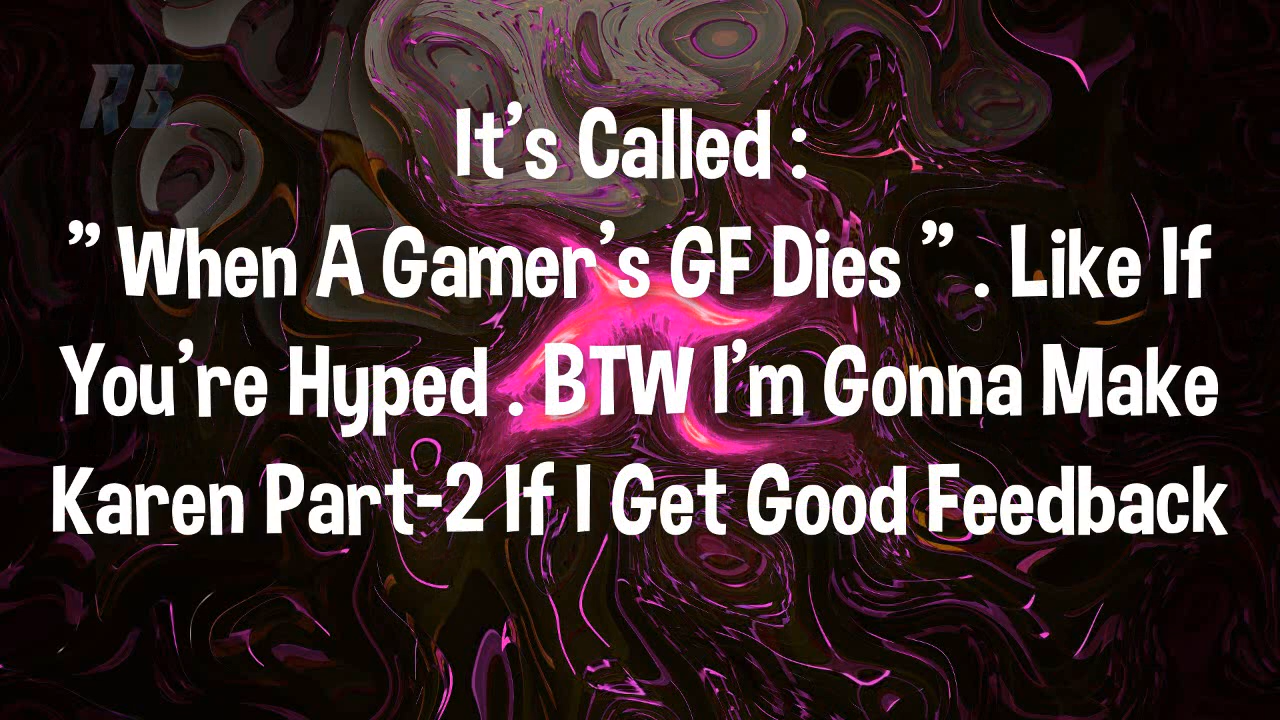 RG
It's Called :
" When A Gamer's GF Dies " . Like If
You're Hyped . BTW I'm Gonna Make
Karen Part-2 If I Get Good Feedback